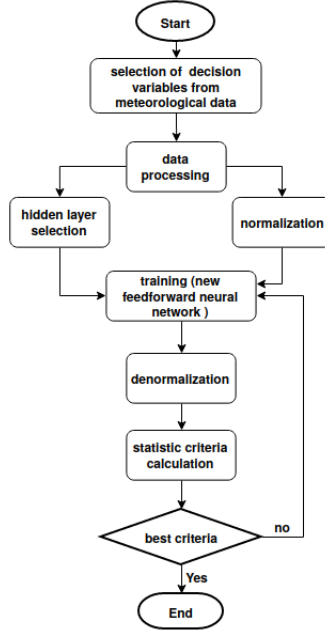 Start
selection of decision
variables from
meteorological data
data
processing
hidden layer
selection
normalization
training (new
feedforward neural
network )
denormalization
statistic criteria
calculation
best criteria
no
Yes
End